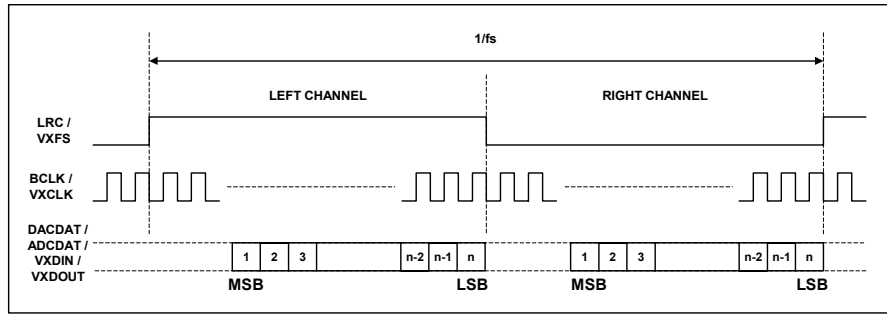 1/fs
LEFT CHANNEL RIGHT CHANNEL
LRC /
VXFS
BCLK /
VXCLK
DACDAT /
ADCDAT /
VXDIN /
VXDOUT
1 2 3 n-2 n-1 n 1 2 3 n-2 n-1 n
MSB LSB MSB LSB